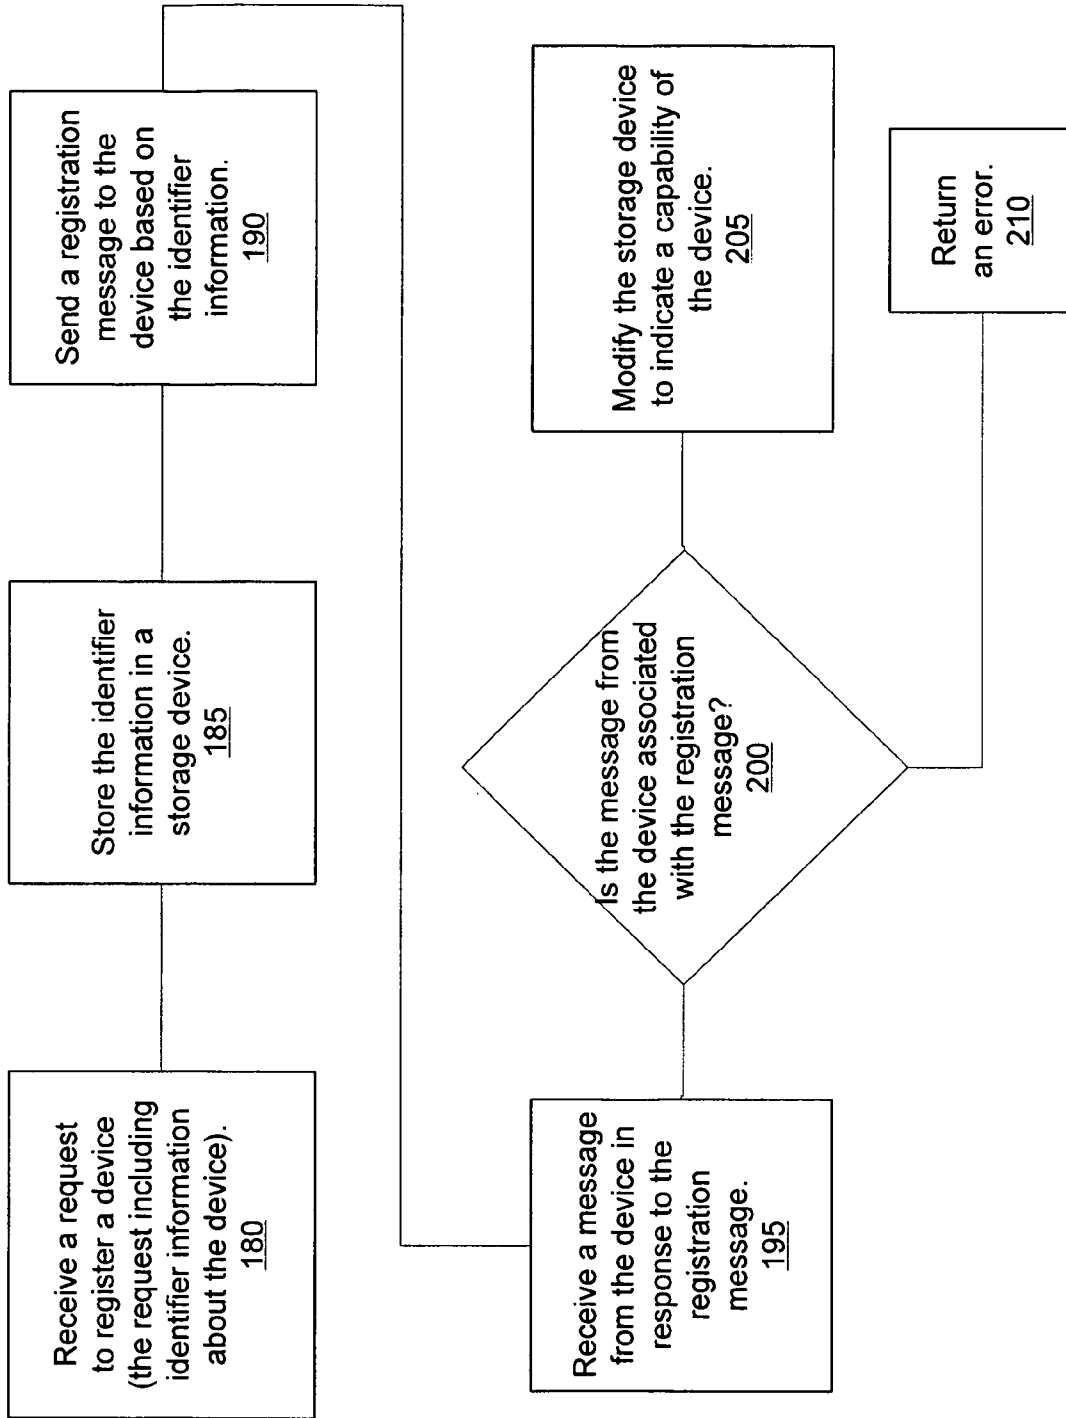 Receive a request
to register a device
(the request including
identifier information
about the device).
180
Store the identifier
information in a
storage device.
185
Send a registration
message to the
device based on
the identifier
information.
190
Receive a message
from the device in
response to the
registration
message.
195
Is the message from
the device associated
with the registration
message?
200
Modify the storage device
to indicate a capability of
the device.
205
Return
an error.
210